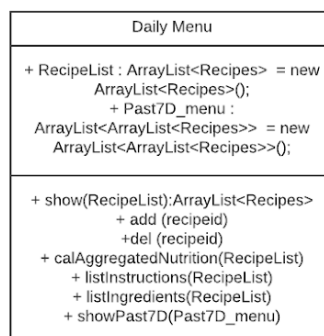 Daily Menu
+ RecipeList : ArrayList<Recipes> = new
ArrayList<Recipes>();
+ Past7D_menu :
ArrayList<ArrayList<Recipes>> = new
ArrayList<ArrayList<Recipes>>();
+ show(RecipeList):ArrayList<Recipes>
+ add (recipeid)
+del (recipeid)
+ calAggregatedNutrition(RecipeList)
+ listInstructions(RecipeList)
+ listIngredients(RecipeList)
+ showPast7D(Past7D_menu)